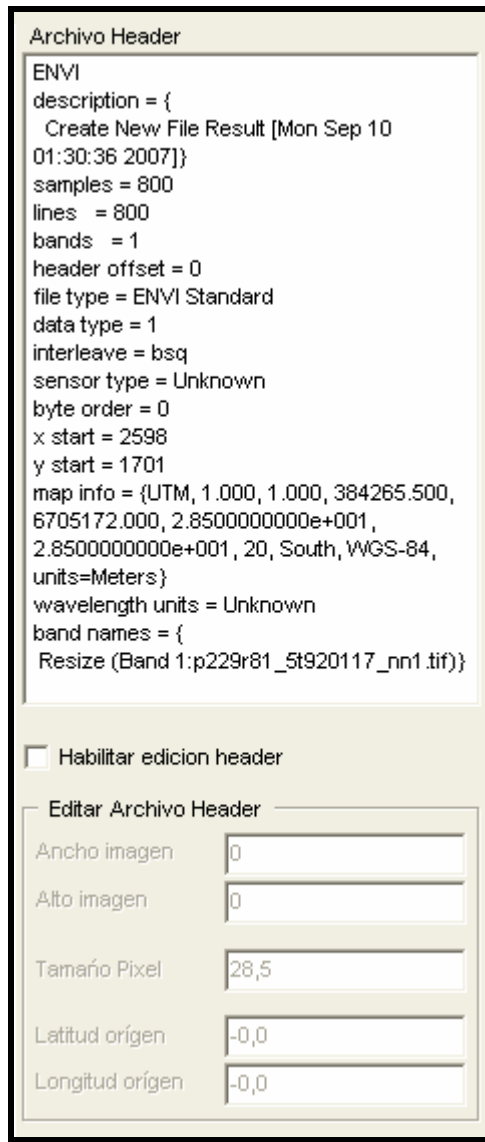 Archivo Header
ENVI
description = {
Create New File Result [Mon Sep 10
01:30:36 2007]}
samples = 800
lines = 800
bands = 1
header offset = 0
file type = ENVI Standard
data type = 1
interleave = bsq
sensor type = Unknown
byte order = 0
x start = 2598
y start = 1701
map info = {UTM, 1.000, 1.000, 384265.500,
6705172.000, 2.8500000000e+001,
2.8500000000e+001, 20, South, WGS-84,
units=Meters}
wavelength units = Unknown
band names = {
Resize (Band 1:p229r81_5t920117_nn1.tif)}
Habilitar edicion header
Editar Archivo Header
Ancho imagen 0
Alto imagen 0
Tamańo Pixel 28,5
Latitud orígen -0,0
Longitud orígen -0,0